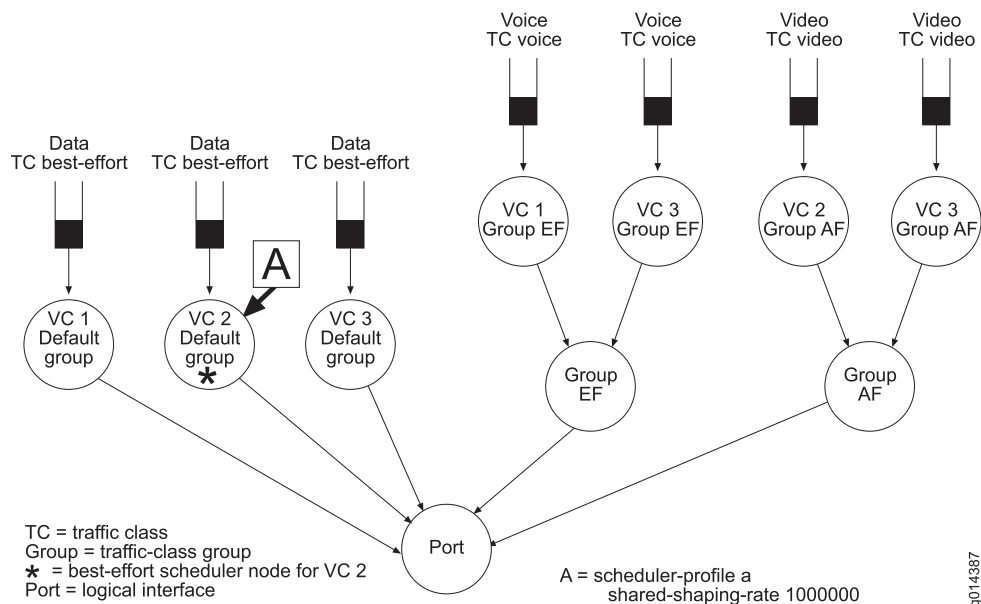 Voice
TC voice
Voice
TC voice
Video
TC video
Video
TC video
Data
TC best-effort
Data
TC best-effort
Data
TC best-effort
VC 1
Group EF
VC 3
Group EF
VC 2
Group AF
VC 3
Group AF
A
VC 1
Default
group
VC 2
Default
group
*
VC 3
Default
group
Group
EF
Group
AF
Port
TC = traffic class
Group = traffic-class group
* = best-effort scheduler node for VC 2
Port = logical interface
A = scheduler-profile a
shared-shaping-rate 1000000
g014387